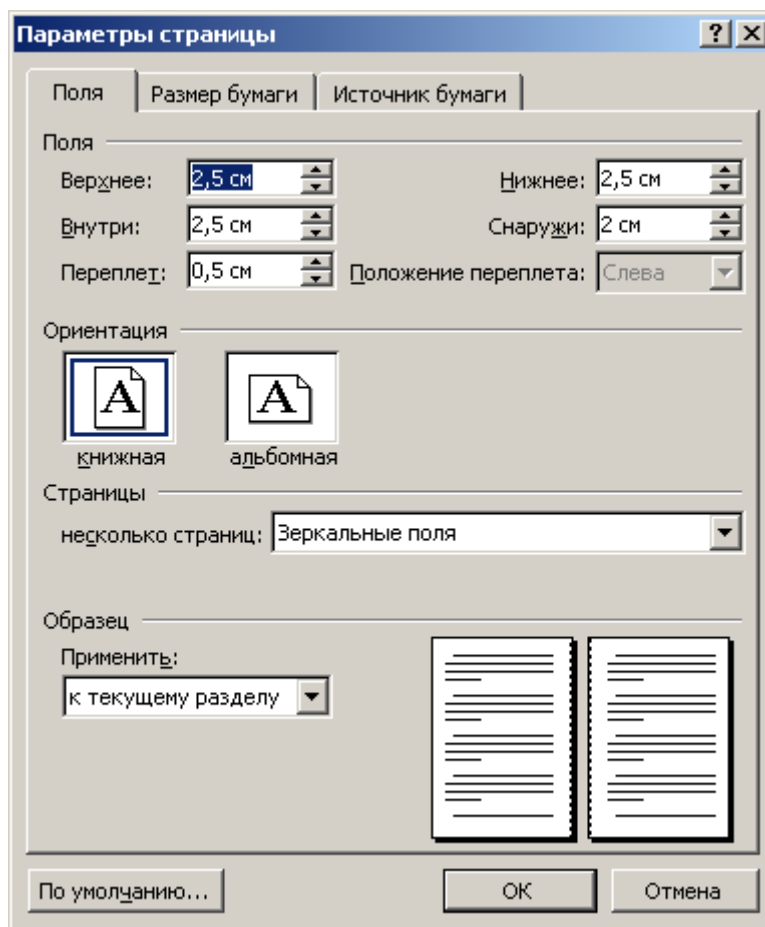 Параметры страницы
Поля Размер бумаги Источник бумаги
Поля
Верхнее: 2,5 см Нижнее: 2,5 см
Внутри: 2,5 см Снаружи: 2 см
Переплет: 0,5 см Положение переплета: Слева
Ориентация
A A
книжная альбомная
Страницы
несколько страниц: Зеркальные поля
Образец
Применить:
к текущему разделу
По умолчанию... ОК Отмена